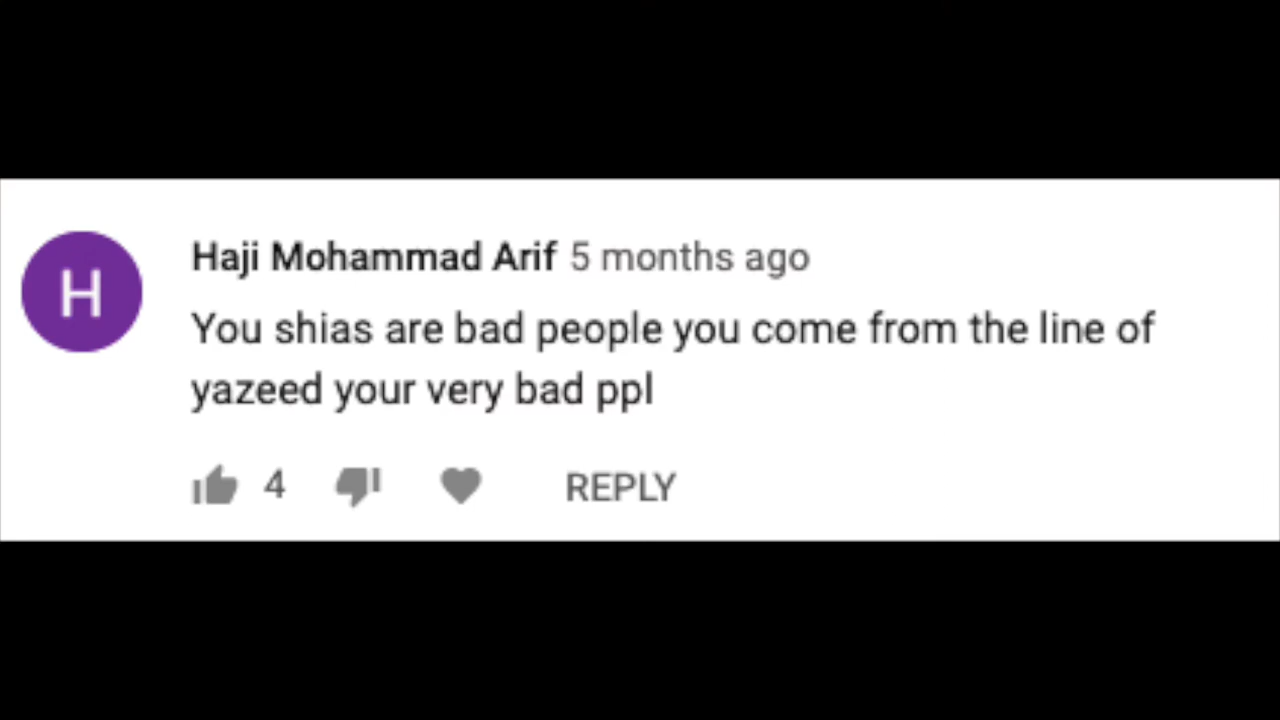 H
Haji Mohammad Arif 5 months ago
You shias are bad people you come from the line of
yazeed your very bad ppl
4 REPLY